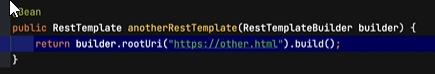 @Bean
public RestTemplate anotherRestTemplate(RestTemplateBuilder builder) {
return builder.rootUri("https://other.html").build();
}